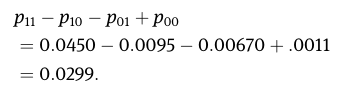 p₁₁ − p₁₀ − p₀₁ + p₀₀
= 0.0450 − 0.0095 − 0.00670 + .0011
= 0.0299.